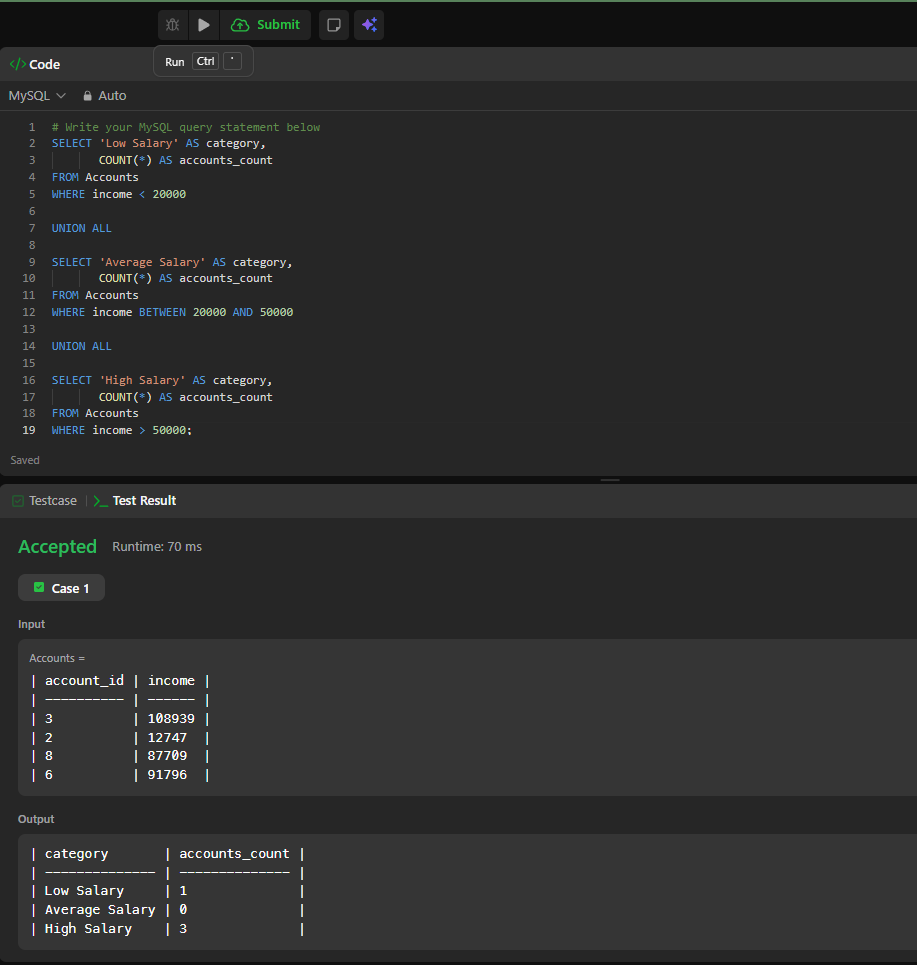 Submit
Run Ctrl '
</> Code
MySQL Auto
1 # Write your MySQL query statement below
2 SELECT 'Low Salary' AS category,
3 COUNT(*) AS accounts_count
4 FROM Accounts
5 WHERE income < 20000
6
7 UNION ALL
8
9 SELECT 'Average Salary' AS category,
10 COUNT(*) AS accounts_count
11 FROM Accounts
12 WHERE income BETWEEN 20000 AND 50000
13
14 UNION ALL
15
16 SELECT 'High Salary' AS category,
17 COUNT(*) AS accounts_count
18 FROM Accounts
19 WHERE income > 50000;
Saved
Testcase | >_ Test Result
Accepted Runtime: 70 ms
Case 1
Input
Accounts =
| account_id | income |
| ---------- | ------ |
| 3 | 108939 |
| 2 | 12747 |
| 8 | 87709 |
| 6 | 91796 |
Output
| category | accounts_count |
| -------------- | -------------- |
| Low Salary | 1 |
| Average Salary | 0 |
| High Salary | 3 |